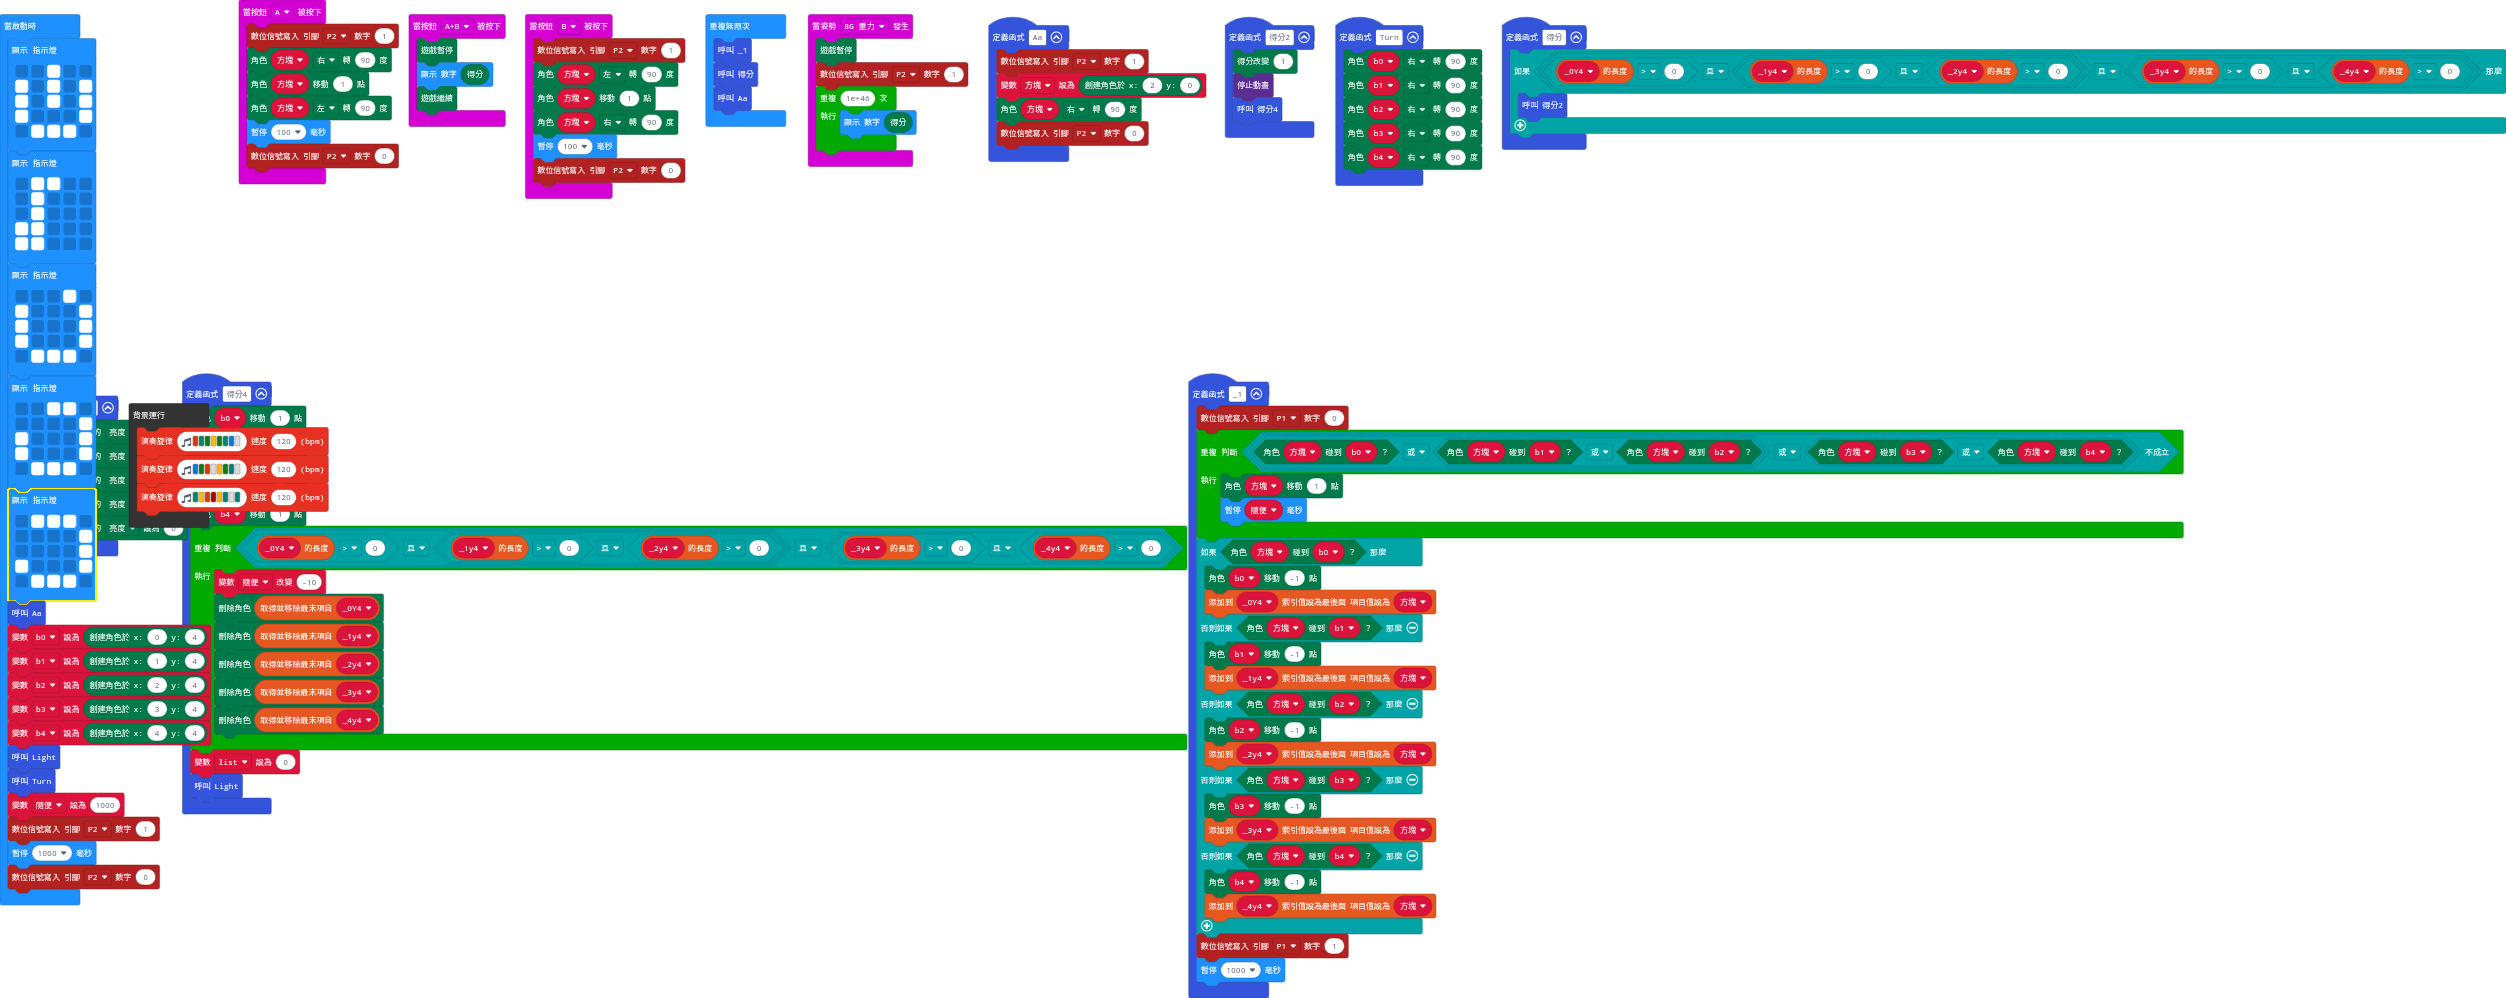 當啟動時
顯示 指示燈
顯示 指示燈
顯示 指示燈
顯示 指示燈
顯示 指示燈
呼叫 Aa
變數 b0 設為 創建角色於 x: 0 y: 4
變數 b1 設為 創建角色於 x: 1 y: 4
變數 b2 設為 創建角色於 x: 2 y: 4
變數 b3 設為 創建角色於 x: 3 y: 4
變數 b4 設為 創建角色於 x: 4 y: 4
呼叫 Light
呼叫 Turn
變數 隨便 設為 1000
數位信號寫入 引腳 P2 數字 1
暫停 1000 毫秒
數位信號寫入 引腳 P2 數字 0
當按鈕 A 被按下
數位信號寫入 引腳 P2 數字 1
角色 方塊 右 轉 90 度
角色 方塊 移動 1 點
角色 方塊 左 轉 90 度
暫停 100 毫秒
數位信號寫入 引腳 P2 數字 0
當按鈕 A+B 被按下
遊戲暫停
顯示 數字 得分
遊戲繼續
當按鈕 B 被按下
數位信號寫入 引腳 P2 數字 1
角色 方塊 左 轉 90 度
角色 方塊 移動 1 點
角色 方塊 右 轉 90 度
暫停 100 毫秒
數位信號寫入 引腳 P2 數字 0
重複無限次
呼叫 _1
呼叫 得分
呼叫 Aa
當姿勢 8G 重力 發生
遊戲暫停
數位信號寫入 引腳 P2 數字 1
重複 1e+46 次
執行 顯示 數字 得分
定義函式 Aa
數位信號寫入 引腳 P2 數字 1
變數 方塊 設為 創建角色於 x: 2 y: 0
角色 方塊 右 轉 90 度
數位信號寫入 引腳 P2 數字 0
定義函式 得分2
得分改變 1
停止動畫
呼叫 得分4
定義函式 Turn
角色 b0 右 轉 90 度
角色 b1 右 轉 90 度
角色 b2 右 轉 90 度
角色 b3 右 轉 90 度
角色 b4 右 轉 90 度
定義函式 得分
如果 _0Y4 的長度 > 0 且 _1y4 的長度 > 0 且 _2y4 的長度 > 0 且 _3y4 的長度 > 0 且 _4y4 的長度 > 0 那麼
呼叫 得分2
亮度
亮度
亮度
亮度
亮度 設為 0
背景運行
演奏旋律 速度 120 (bpm)
演奏旋律 速度 120 (bpm)
演奏旋律 速度 120 (bpm)
定義函式 得分4
b0 移動 1 點
b4 移動 1 點
重複 判斷 _0Y4 的長度 > 0 且 _1y4 的長度 > 0 且 _2y4 的長度 > 0 且 _3y4 的長度 > 0 且 _4y4 的長度 > 0
執行 變數 隨便 改變 -10
刪除角色 取得並移除最末項自 _0Y4
刪除角色 取得並移除最末項自 _1y4
刪除角色 取得並移除最末項自 _2y4
刪除角色 取得並移除最末項自 _3y4
刪除角色 取得並移除最末項自 _4y4
變數 list 設為 0
呼叫 Light
定義函式 _1
數位信號寫入 引腳 P1 數字 0
重複 判斷 角色 方塊 碰到 b0 ? 或 角色 方塊 碰到 b1 ? 或 角色 方塊 碰到 b2 ? 或 角色 方塊 碰到 b3 ? 或 角色 方塊 碰到 b4 ? 不成立
執行 角色 方塊 移動 1 點
暫停 隨便 毫秒
如果 角色 方塊 碰到 b0 ? 那麼
角色 b0 移動 -1 點
添加到 _0Y4 索引值設為最後面 項目值設為 方塊
否則如果 角色 方塊 碰到 b1 ? 那麼
角色 b1 移動 -1 點
添加到 _1y4 索引值設為最後面 項目值設為 方塊
否則如果 角色 方塊 碰到 b2 ? 那麼
角色 b2 移動 -1 點
添加到 _2y4 索引值設為最後面 項目值設為 方塊
否則如果 角色 方塊 碰到 b3 ? 那麼
角色 b3 移動 -1 點
添加到 _3y4 索引值設為最後面 項目值設為 方塊
否則如果 角色 方塊 碰到 b4 ? 那麼
角色 b4 移動 -1 點
添加到 _4y4 索引值設為最後面 項目值設為 方塊
數位信號寫入 引腳 P1 數字 1
暫停 1000 毫秒